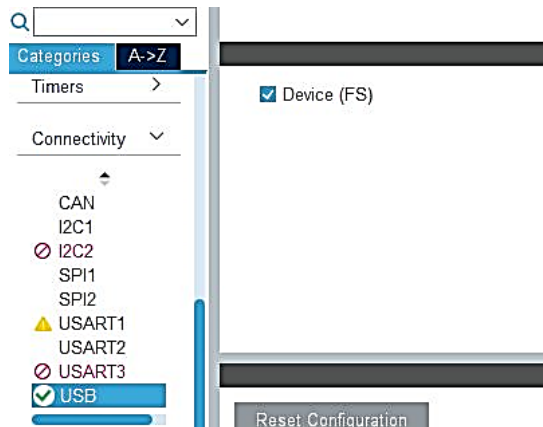 Categories A->Z
Timers
Device (FS)
Connectivity
CAN
I2C1
I2C2
SPI1
SPI2
USART1
USART2
USART3
USB
Reset Configuration